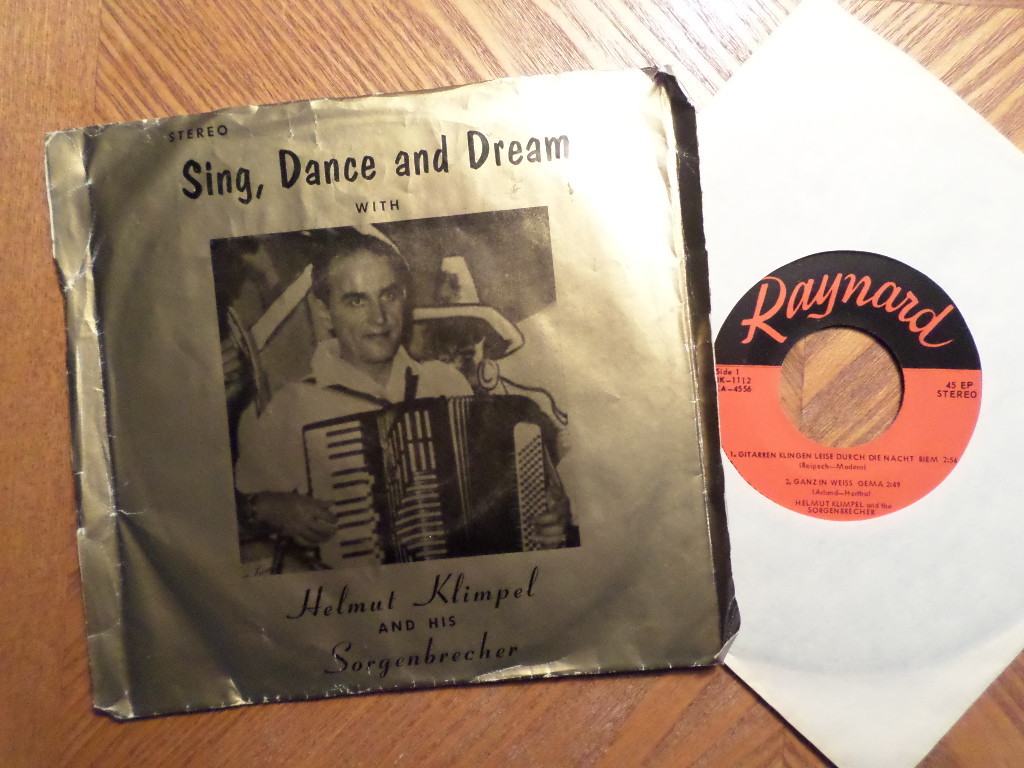 STEREO
Sing, Dance and Dream
WITH
Helmut Klimpel
AND HIS
Sorgenbrecher
Raynard
Side 1
HK-1112
45 EP
STEREO
1. GITARREN KLINGEN LEISE DURCH DIE NACHT BIEM 2:56
2. GANZ IN WEISS GEMA 2:49
HELMUT KLIMPEL and the
SORGENBRECHER